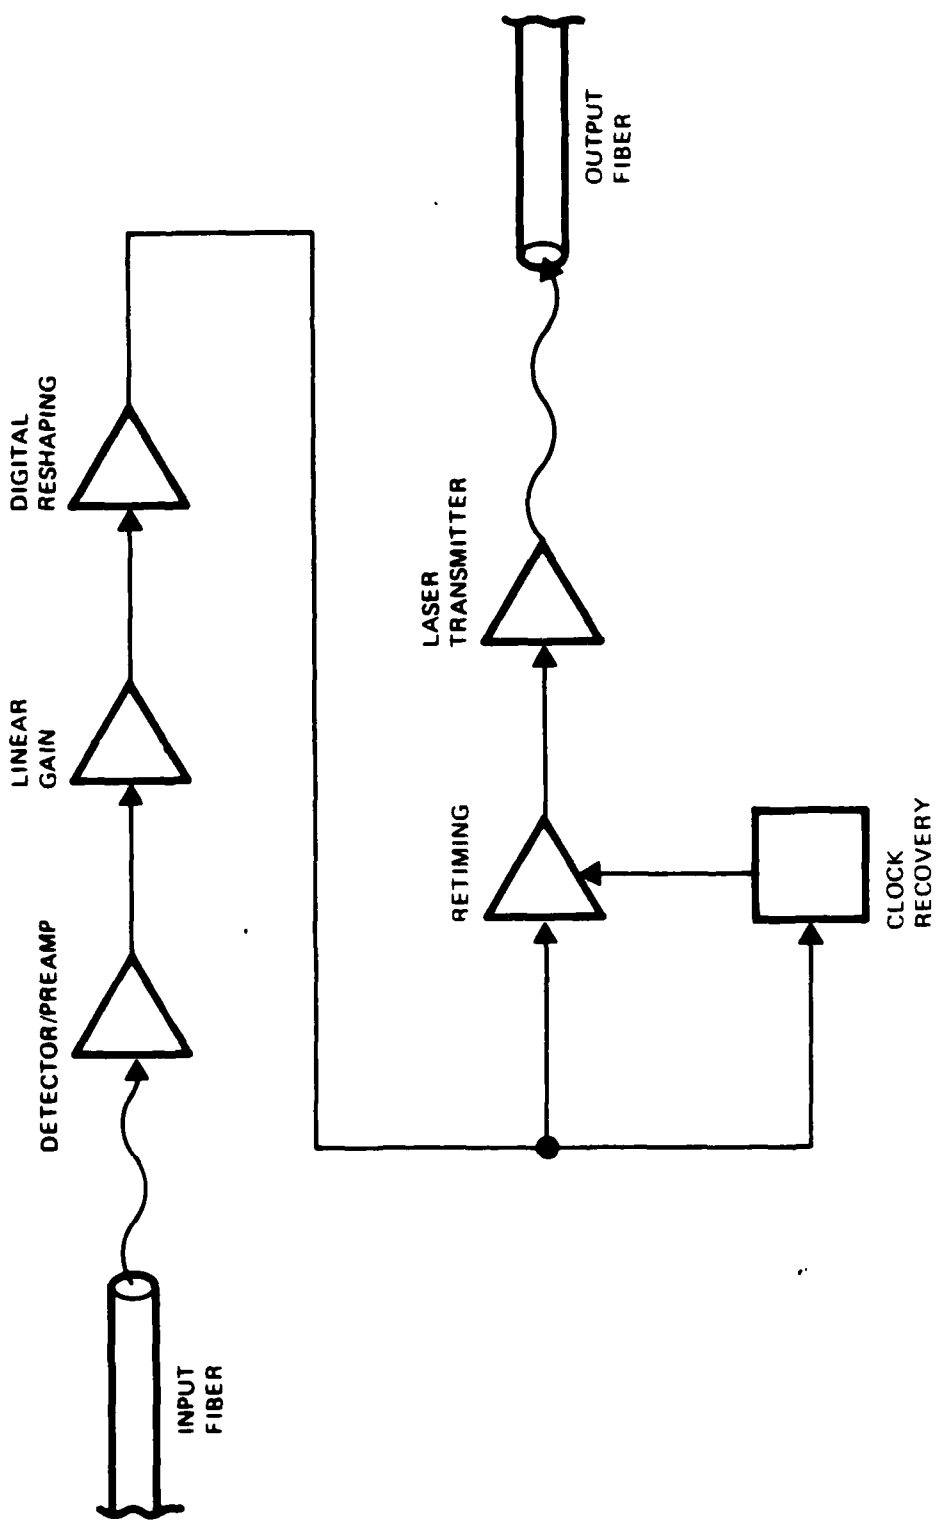 INPUT
FIBER
DETECTOR/PREAMP
LINEAR
GAIN
DIGITAL
RESHAPING
RETIMING
CLOCK
RECOVERY
LASER
TRANSMITTER
OUTPUT
FIBER